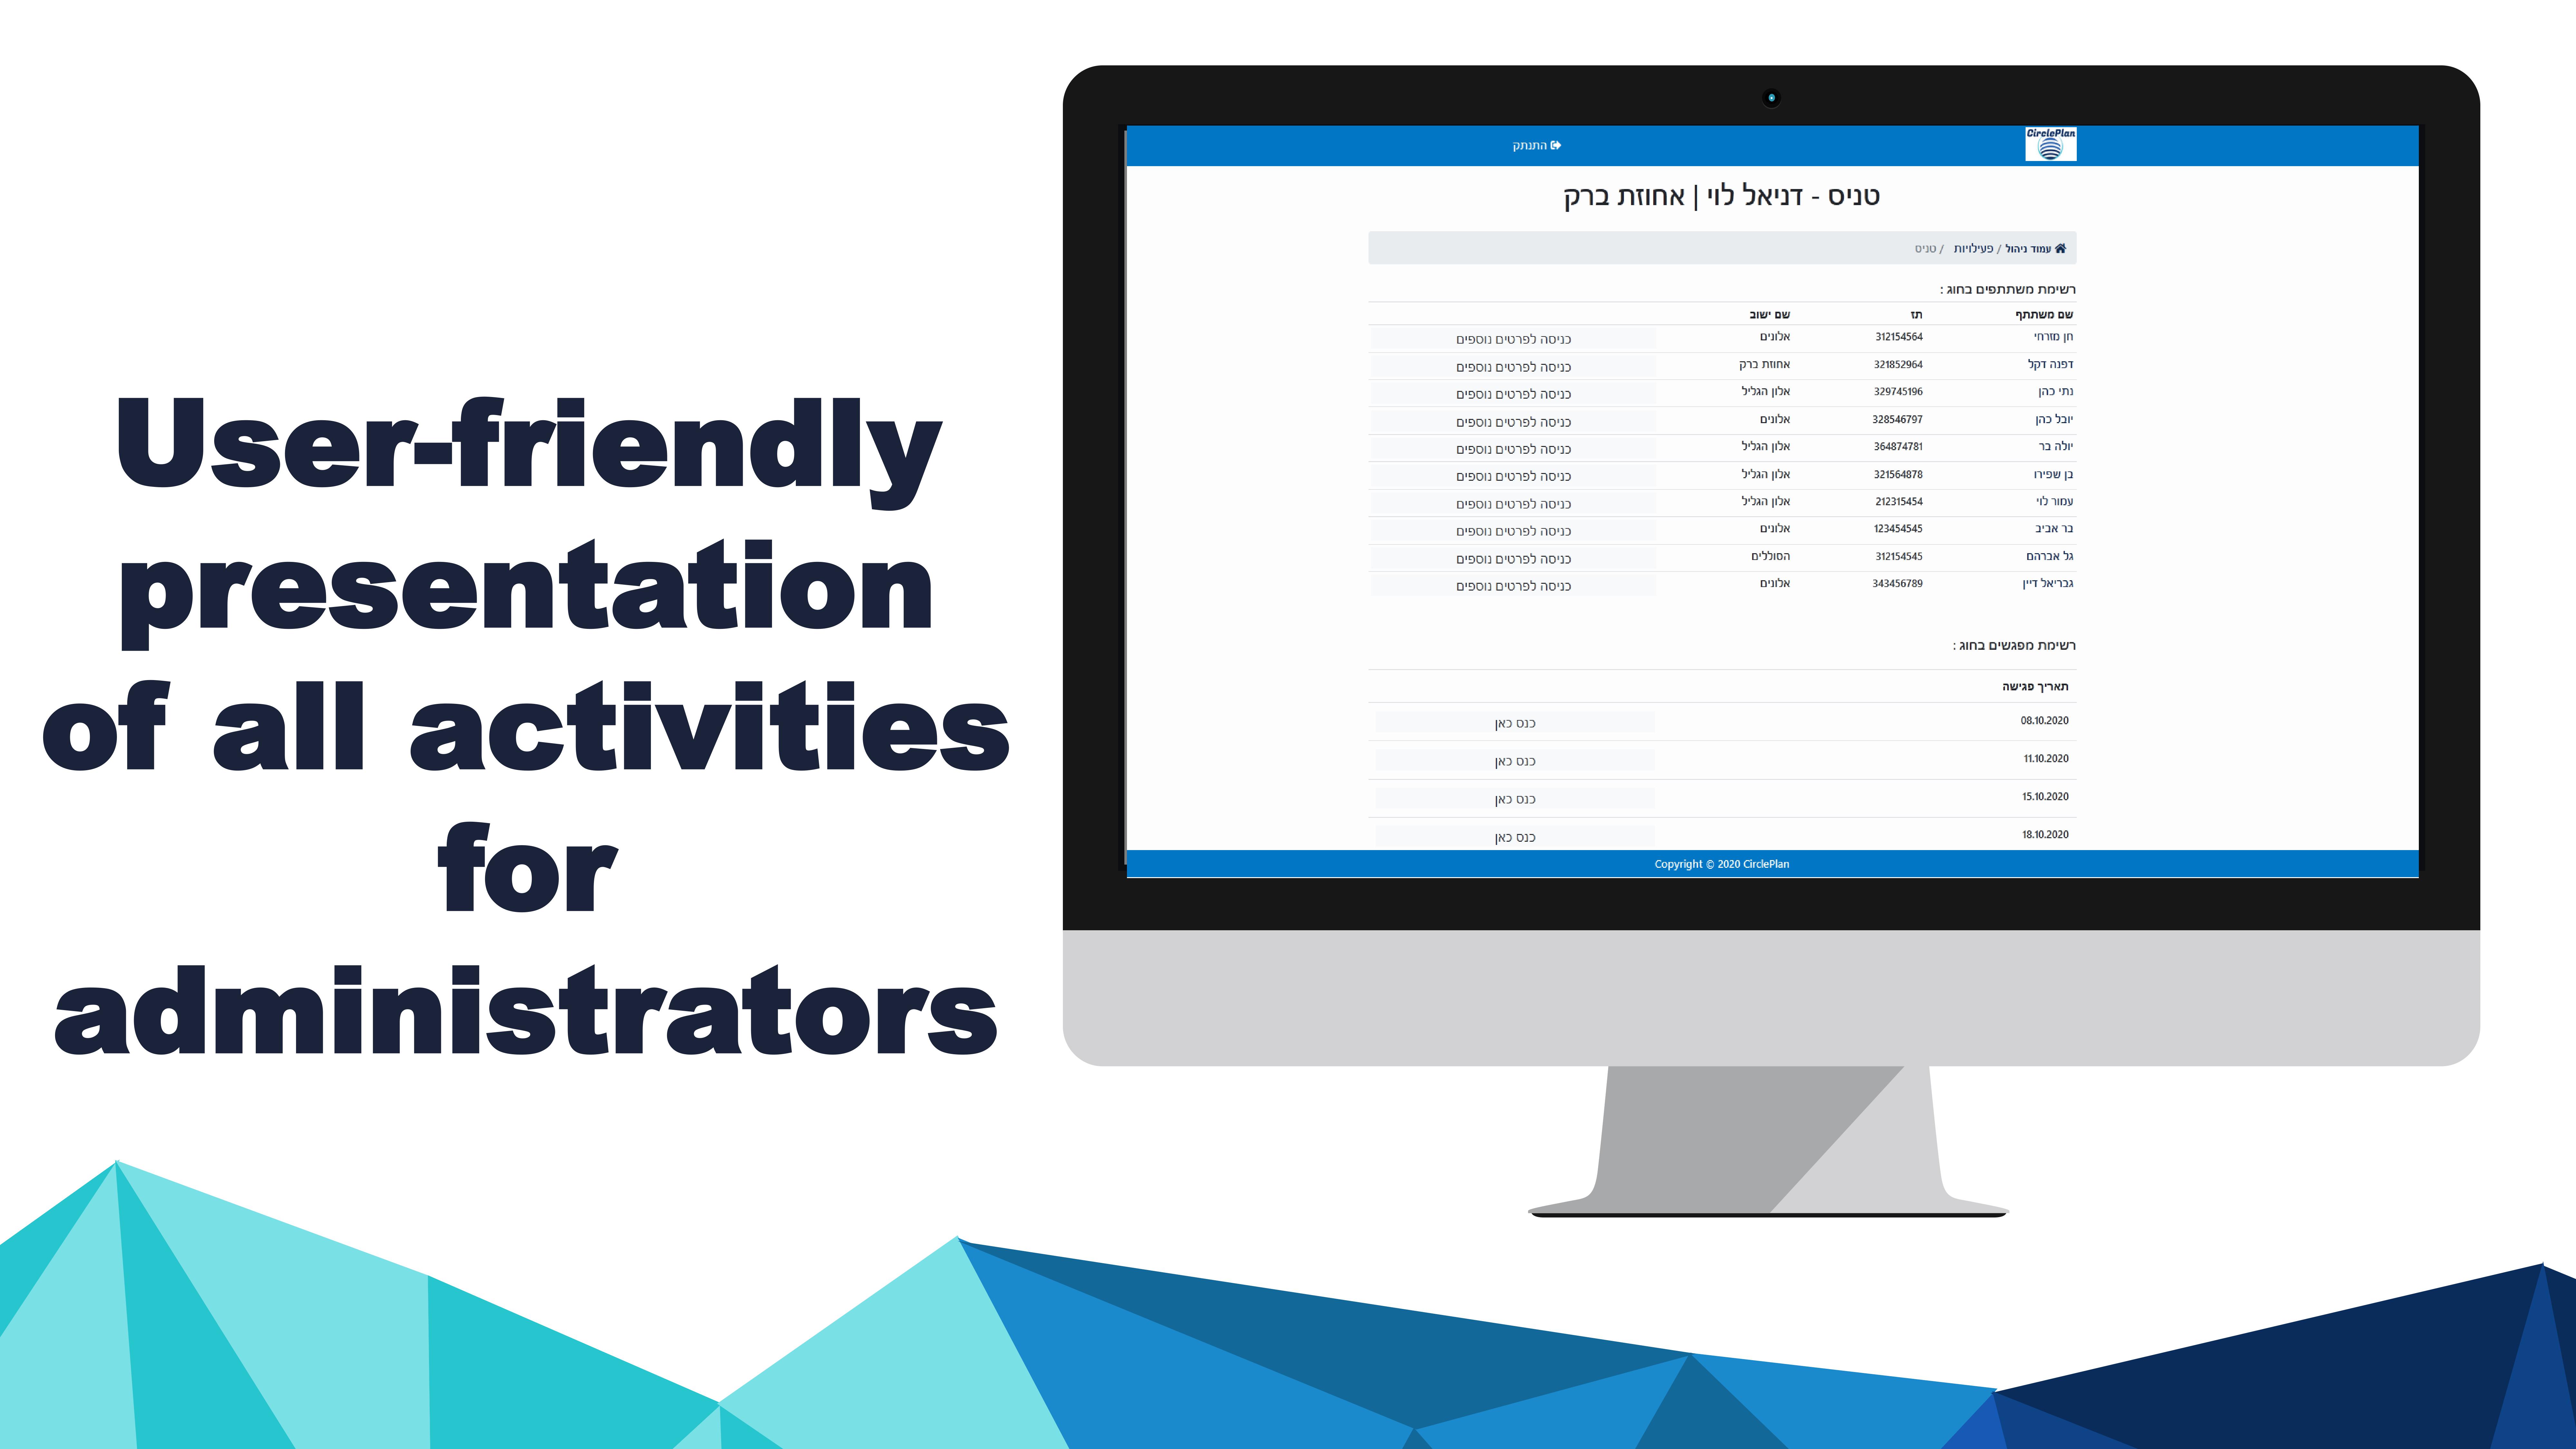 User-friendly
presentation
of all activities
for
administrators
CirclePlan
התנתק
טניס - דניאל לוי | אחוזת ברק
עמוד ניהול / פעילויות / טניס
רשימת משתתפים בחוג :
שם משתתף תז שם ישוב
חן מזרחי 312154564 אלונים כניסה לפרטים נוספים
דפנה דקל 321852964 אחוזת ברק כניסה לפרטים נוספים
נתי כהן 329745196 אלון הגליל כניסה לפרטים נוספים
יובל כהן 328546797 אלונים כניסה לפרטים נוספים
יולה בר 364874781 אלון הגליל כניסה לפרטים נוספים
בן שפירו 321564878 אלון הגליל כניסה לפרטים נוספים
עמור לוי 212315454 אלון הגליל כניסה לפרטים נוספים
בר אביב 123454545 אלונים כניסה לפרטים נוספים
גל אברהם 312154545 הסוללים כניסה לפרטים נוספים
גבריאל דיין 343456789 אלונים כניסה לפרטים נוספים
רשימת מפגשים בחוג :
תאריך פגישה
08.10.2020 כנס כאן
11.10.2020 כנס כאן
15.10.2020 כנס כאן
18.10.2020 כנס כאן
Copyright © 2020 CirclePlan